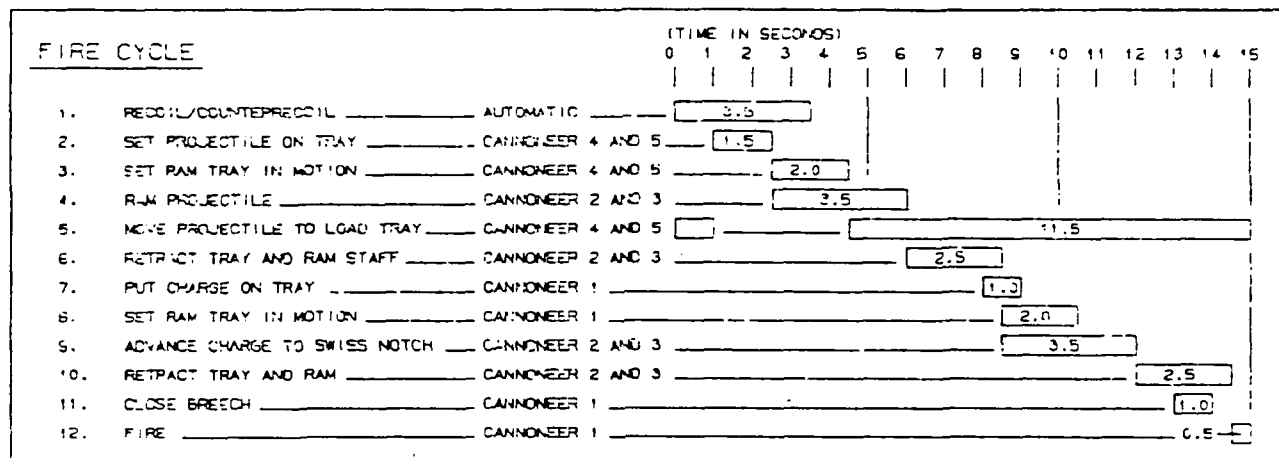 (TIME IN SECONDS)
FIRE CYCLE
0 1 2 3 4 5 6 7 8 9 10 11 12 13 14 15
1. RECOIL/COUNTERRECOIL AUTOMATIC 3.5
2. SET PROJECTILE ON TRAY CANNONEER 4 AND 5 1.5
3. SET RAM TRAY IN MOTION CANNONEER 4 AND 5 2.0
4. RAM PROJECTILE CANNONEER 2 AND 3 3.5
5. MOVE PROJECTILE TO LOAD TRAY CANNONEER 4 AND 5 11.5
6. RETRACT TRAY AND RAM STAFF CANNONEER 2 AND 3 2.5
7. PUT CHARGE ON TRAY CANNONEER 1 1.0
8. SET RAM TRAY IN MOTION CANNONEER 1 2.0
9. ADVANCE CHARGE TO SWISS NOTCH CANNONEER 2 AND 3 3.5
10. RETRACT TRAY AND RAM CANNONEER 2 AND 3 2.5
11. CLOSE BREECH CANNONEER 1 1.0
12. FIRE CANNONEER 1 0.5